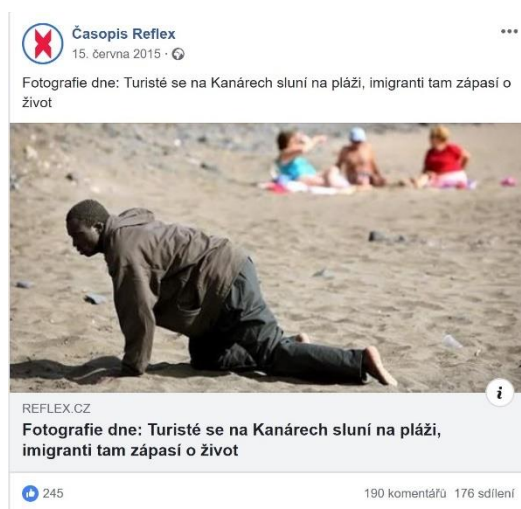 Časopis Reflex
15. června 2015 ·
Fotografie dne: Turisté se na Kanárech sluní na pláži, imigranti tam zápasí o
život
i
REFLEX.CZ
Fotografie dne: Turisté se na Kanárech sluní na pláži,
imigranti tam zápasí o život
245
190 komentářů 176 sdílení